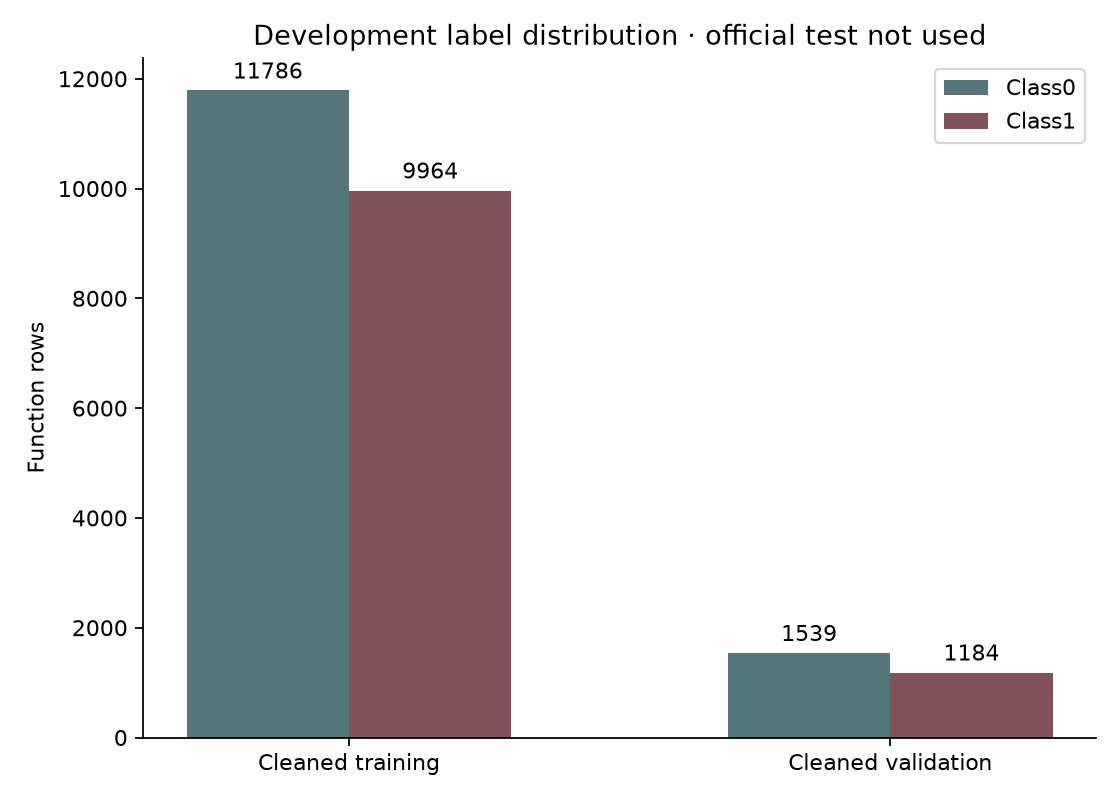 Development label distribution · official test not used
Class0
Class1
12000
10000
8000
6000
4000
2000
0
Function rows
11786
9964
1539
1184
Cleaned training
Cleaned validation